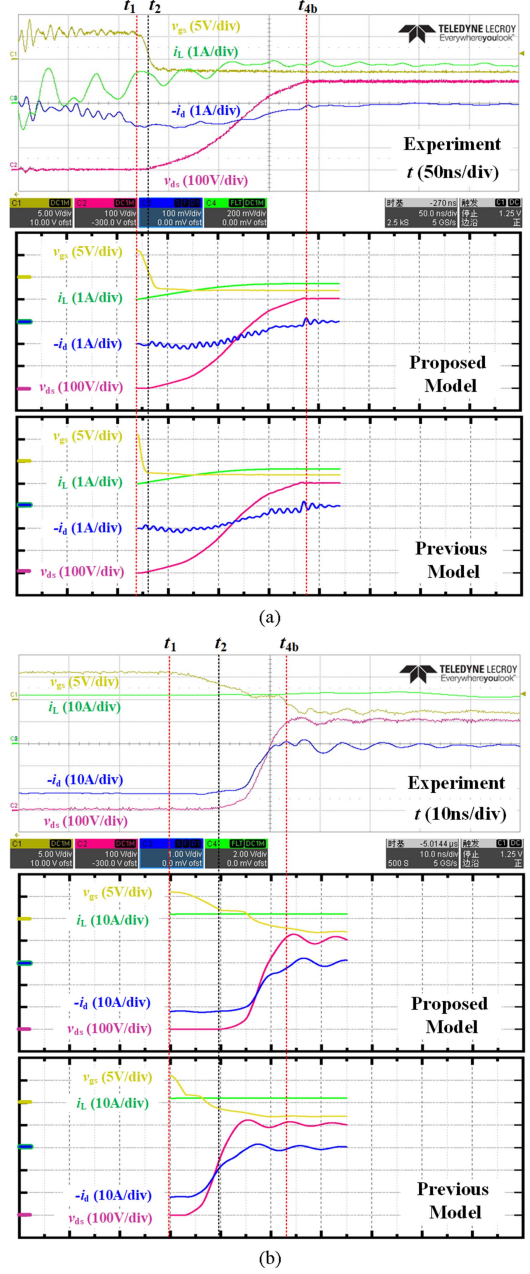 t1 t2 t4b
vgs (5V/div)
iL (1A/div)
-id (1A/div)
vds (100V/div)
TELEDYNE LECROY
Everywhereyoulook™
Experiment
t (50ns/div)
C1
C2
C1 DC1M
5.00 V/div
10.00 V ofst
C2 DC1M
100 V/div
-300.0 V ofst
100 mV/div
0.00 mV ofst
C4 FLT DC1M
200 mV/div
0.00 mV ofst
时基 -270 ns
50.0 ns/div
2.5 kS 5 GS/s
触发 C1 DC
停止 1.25 V
边沿 正
vgs (5V/div)
iL (1A/div)
-id (1A/div)
vds (100V/div)
Proposed
Model
vgs (5V/div)
iL (1A/div)
-id (1A/div)
vds (100V/div)
Previous
Model
(a)
t1 t2 t4b
vgs (5V/div)
iL (10A/div)
-id (10A/div)
vds (100V/div)
TELEDYNE LECROY
Everywhereyoulook™
Experiment
t (10ns/div)
C1
C2
C1 DC1M
5.00 V/div
10.00 V ofst
C2 DC1M
100 V/div
-300.0 V ofst
1.00 V/div
0.0 mV ofst
C4 DC1M
2.00 V/div
0.00 mV ofst
时基 -5.0144 µs
10.0 ns/div
500 S 5 GS/s
触发 C1 DC
停止 1.25 V
边沿 正
vgs (5V/div)
iL (10A/div)
-id (10A/div)
vds (100V/div)
Proposed
Model
vgs (5V/div)
iL (10A/div)
-id (10A/div)
vds (100V/div)
Previous
Model
(b)